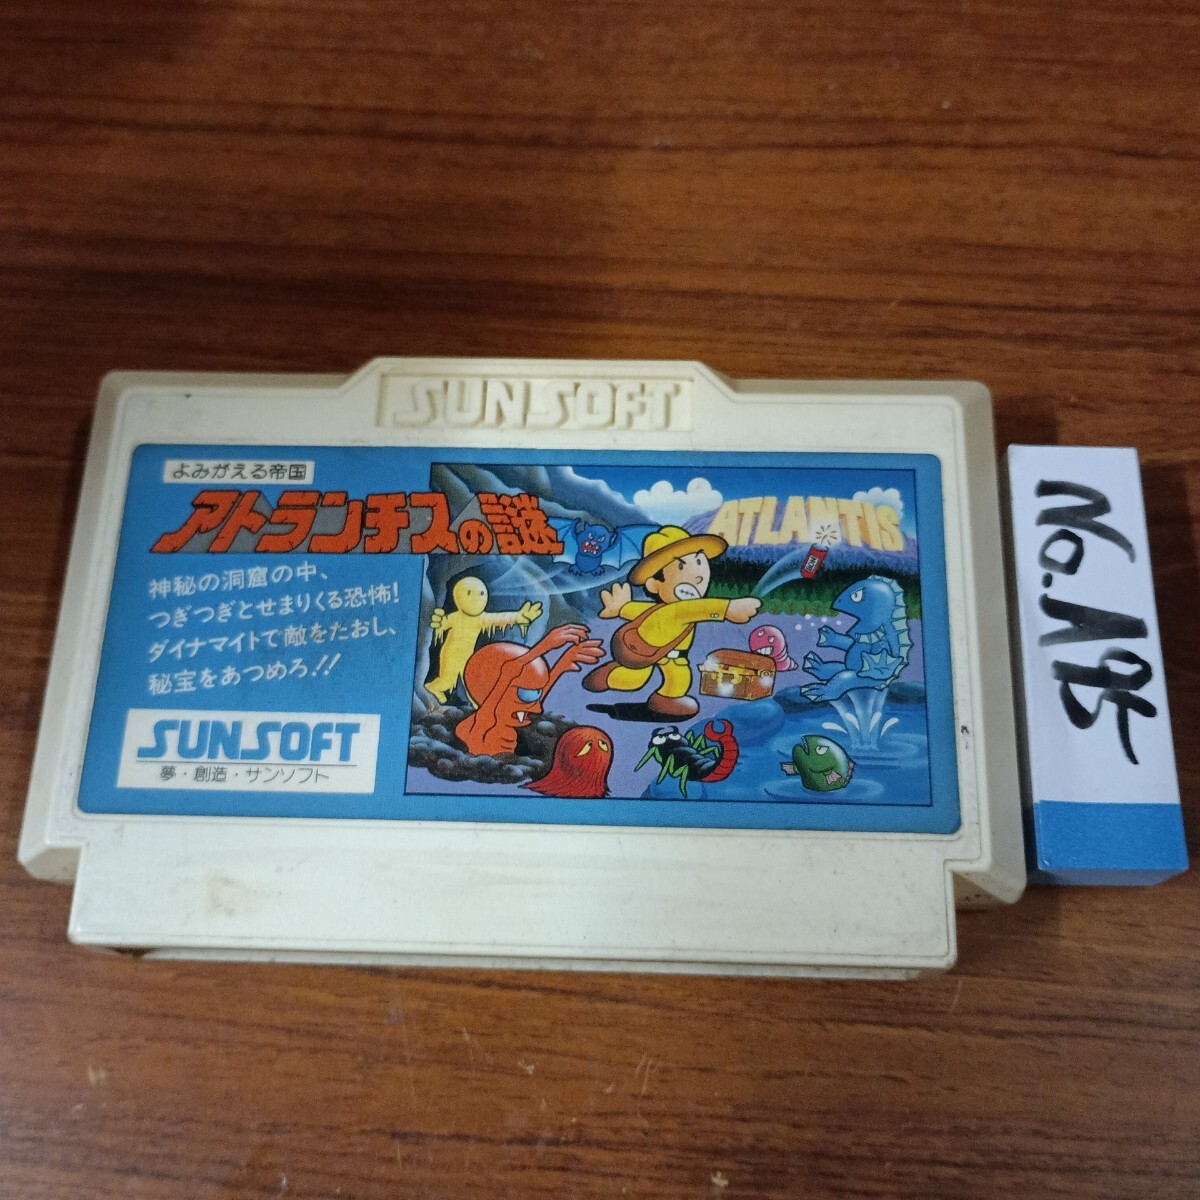 SUNSOFT
よみがえる帝国
アトランチスの謎
神秘の洞窟の中、
つぎつぎとせまりくる恐怖!
ダイナマイトで敵をたおし、
秘宝をあつめろ!!
SUNSOFT
夢・創造・サンソフト
ATLANTIS
No.A95